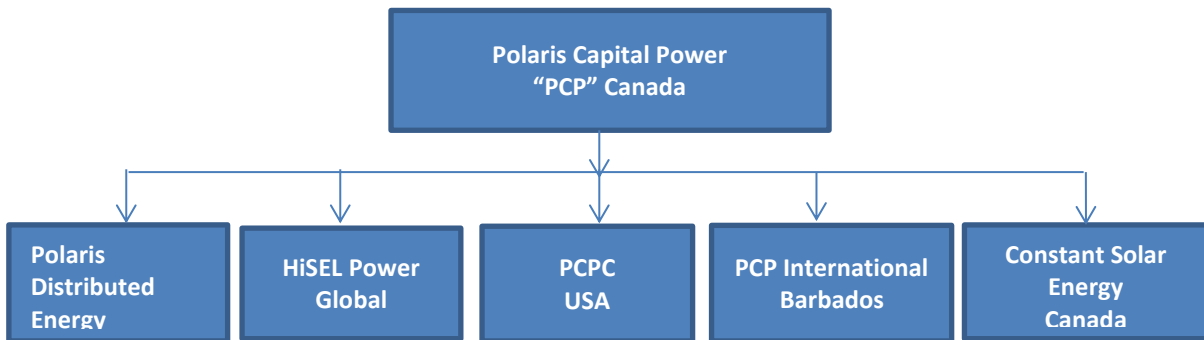 Polaris Capital Power
“PCP” Canada
Polaris
Distributed
Energy
HiSEL Power
Global
PCPC
USA
PCP International
Barbados
Constant Solar
Energy
Canada